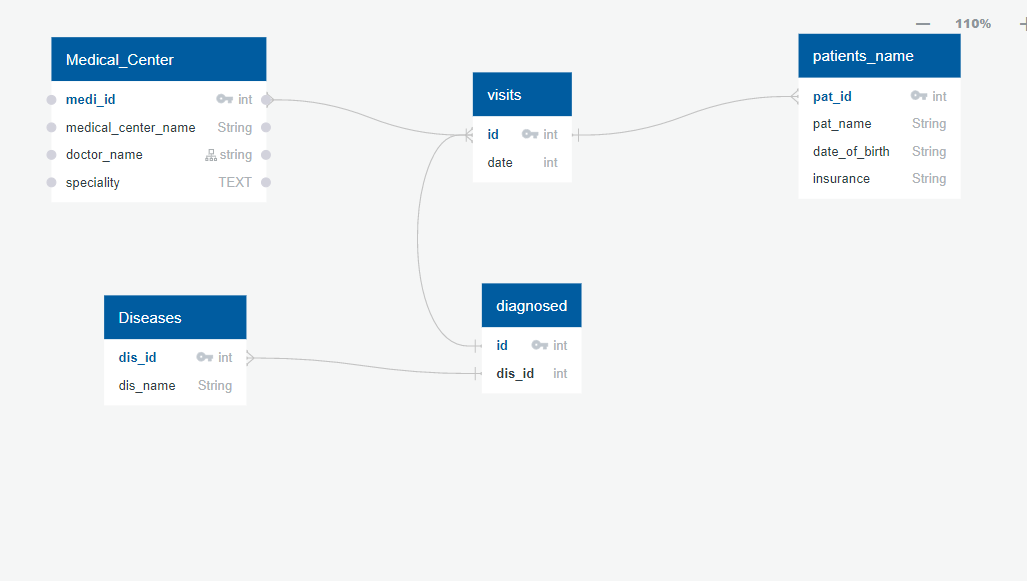 110%
Medical_Center
medi_id int
medical_center_name String
doctor_name string
speciality TEXT
visits
id int
date int
patients_name
pat_id int
pat_name String
date_of_birth String
insurance String
Diseases
dis_id int
dis_name String
diagnosed
id int
dis_id int